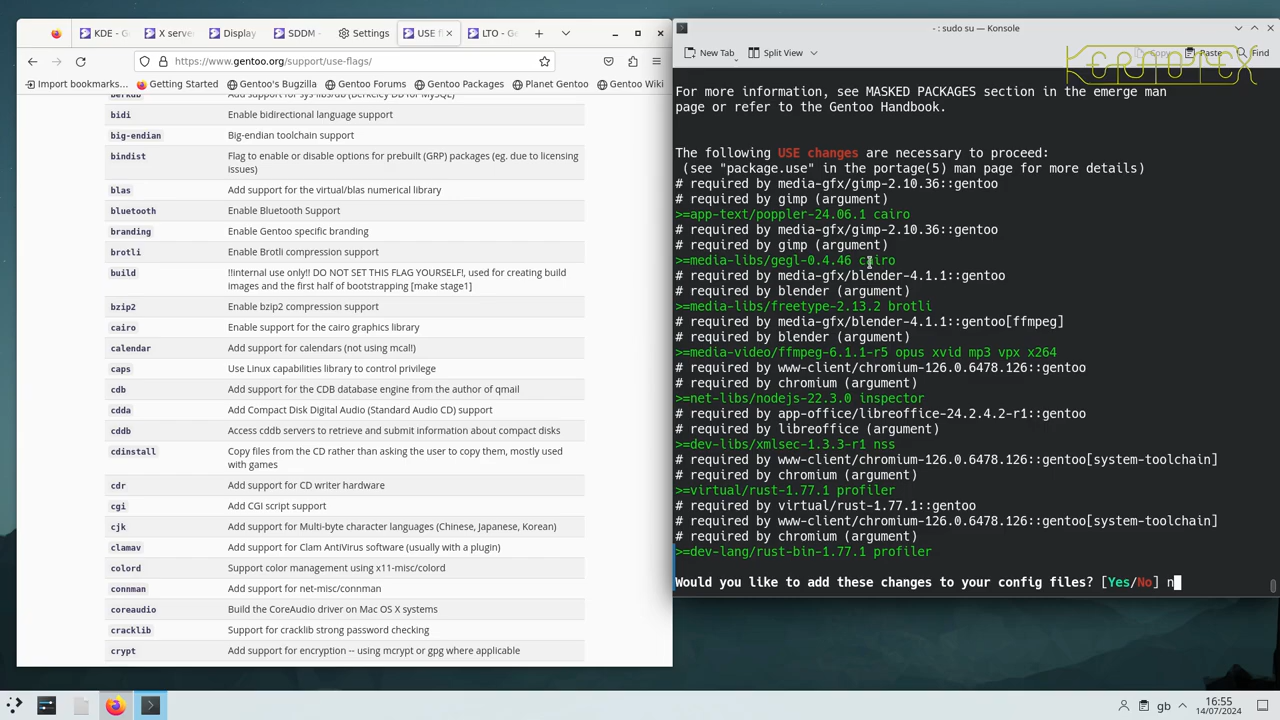 KDE - G
X serve
Display
SDDM -
Settings
USE f
LTO - Ge
https://www.gentoo.org/support/use-flags/
Import bookmarks...
Getting Started
Gentoo's Bugzilla
Gentoo Forums
Gentoo Packages
Planet Gentoo
Gentoo Wiki
berkdb Add support for sys-libs/db (Berkeley DB for MySQL)
bidi Enable bidirectional language support
big-endian Big-endian toolchain support
bindist Flag to enable or disable options for prebuilt (GRP) packages (eg. due to licensing
issues)
blas Add support for the virtual/blas numerical library
bluetooth Enable Bluetooth Support
branding Enable Gentoo specific branding
brotli Enable Brotli compression support
build !!internal use only!! DO NOT SET THIS FLAG YOURSELF!, used for creating build
images and the first half of bootstrapping [make stage1]
bzip2 Enable bzip2 compression support
cairo Enable support for the cairo graphics library
calendar Add support for calendars (not using mcal!)
caps Use Linux capabilities library to control privilege
cdb Add support for the CDB database engine from the author of qmail
cdda Add Compact Disk Digital Audio (Standard Audio CD) support
cddb Access cddb servers to retrieve and submit information about compact disks
cdinstall Copy files from the CD rather than asking the user to copy them, mostly used
with games
cdr Add support for CD writer hardware
cgi Add CGI script support
cjk Add support for Multi-byte character languages (Chinese, Japanese, Korean)
clamav Add support for Clam AntiVirus software (usually with a plugin)
colord Support color management using x11-misc/colord
connman Add support for net-misc/connman
coreaudio Build the CoreAudio driver on Mac OS X systems
cracklib Support for cracklib strong password checking
crypt Add support for encryption -- using mcrypt or gpg where applicable
- : sudo su — Konsole
New Tab
Split View
Copy
Paste
Find
For more information, see MASKED PACKAGES section in the emerge man
page or refer to the Gentoo Handbook.
The following USE changes are necessary to proceed:
(see "package.use" in the portage(5) man page for more details)
# required by media-gfx/gimp-2.10.36::gentoo
# required by gimp (argument)
>=app-text/poppler-24.06.1 cairo
# required by media-gfx/gimp-2.10.36::gentoo
# required by gimp (argument)
>=media-libs/gegl-0.4.46 cairo
# required by media-gfx/blender-4.1.1::gentoo
# required by blender (argument)
>=media-libs/freetype-2.13.2 brotli
# required by media-gfx/blender-4.1.1::gentoo[ffmpeg]
# required by blender (argument)
>=media-video/ffmpeg-6.1.1-r5 opus xvid mp3 vpx x264
# required by www-client/chromium-126.0.6478.126::gentoo
# required by chromium (argument)
>=net-libs/nodejs-22.3.0 inspector
# required by app-office/libreoffice-24.2.4.2-r1::gentoo
# required by libreoffice (argument)
>=dev-libs/xmlsec-1.3.3-r1 nss
# required by www-client/chromium-126.0.6478.126::gentoo[system-toolchain]
# required by chromium (argument)
>=virtual/rust-1.77.1 profiler
# required by virtual/rust-1.77.1::gentoo
# required by www-client/chromium-126.0.6478.126::gentoo[system-toolchain]
# required by chromium (argument)
>=dev-lang/rust-bin-1.77.1 profiler
Would you like to add these changes to your config files? [Yes/No] n
gb
16:55
14/07/2024